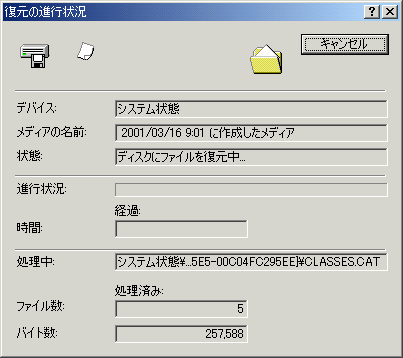 復元の進行状況
キャンセル
デバイス: システム状態
メディアの名前: 2001/03/16 9:01 に作成したメディア
状態: ディスクにファイルを復元中...
進行状況:
経過:
時間:
処理中: システム状態¥...5E5-00C04FC295EE}¥CLASSES.CAT
処理済み:
ファイル数: 5
バイト数: 257,588